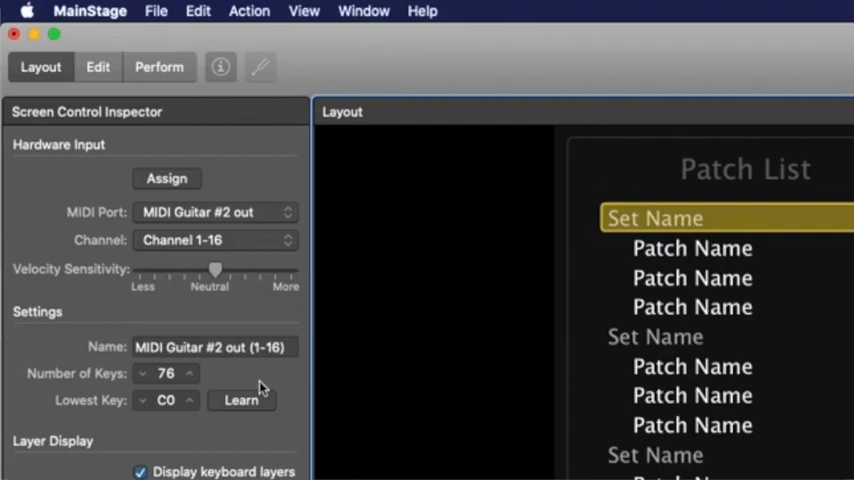 MainStage File Edit Action View Window Help
Layout Edit Perform
Screen Control Inspector
Layout
Hardware Input
Assign
MIDI Port: MIDI Guitar #2 out
Channel: Channel 1-16
Velocity Sensitivity:
Less Neutral More
Settings
Name: MIDI Guitar #2 out (1-16)
Number of Keys: 76
Lowest Key: C0 Learn
Layer Display
Display keyboard layers
Patch List
Set Name
Patch Name
Patch Name
Patch Name
Set Name
Patch Name
Patch Name
Patch Name
Set Name